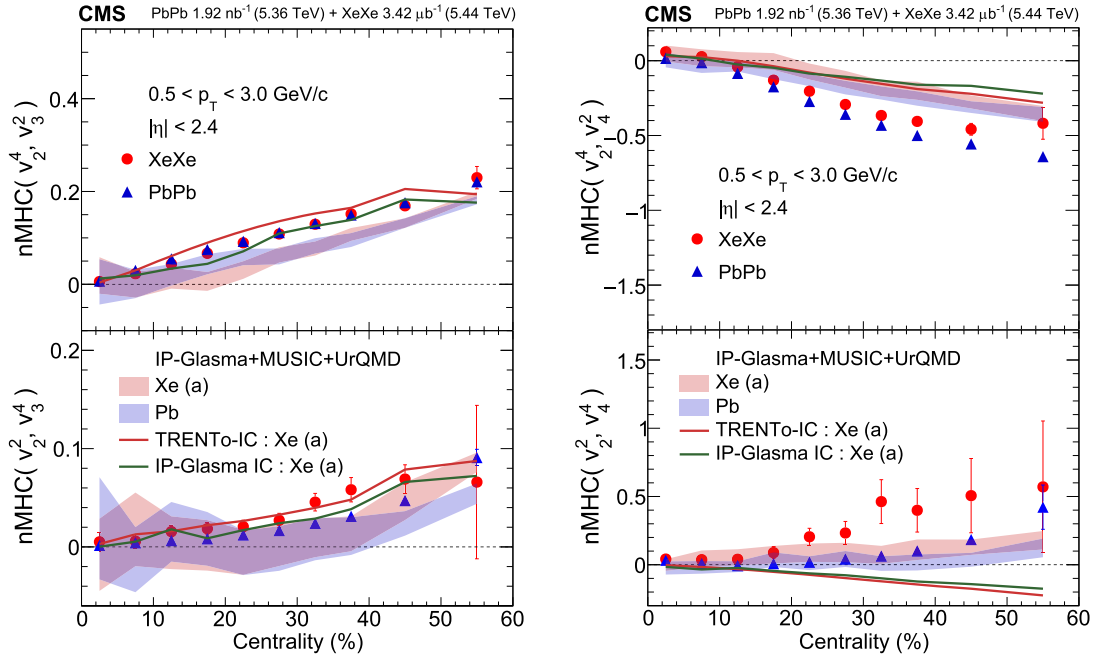 CMS PbPb 1.92 nb⁻¹ (5.36 TeV) + XeXe 3.42 μb⁻¹ (5.44 TeV)
nMHC( v₂⁴, v₃²)
0.4
0.2
0
0.5 < p_T < 3.0 GeV/c
|η| < 2.4
XeXe
PbPb
nMHC( v₂², v₃⁴)
0.2
0.1
0
IP-Glasma+MUSIC+UrQMD
Xe (a)
Pb
TRENTo-IC : Xe (a)
IP-Glasma IC : Xe (a)
0 10 20 30 40 50 60
Centrality (%)
CMS PbPb 1.92 nb⁻¹ (5.36 TeV) + XeXe 3.42 μb⁻¹ (5.44 TeV)
nMHC( v₂⁴, v₄²)
0
−0.5
−1
−1.5
0.5 < p_T < 3.0 GeV/c
|η| < 2.4
XeXe
PbPb
nMHC( v₂², v₄⁴)
1.5
1
0.5
0
IP-Glasma+MUSIC+UrQMD
Xe (a)
Pb
TRENTo-IC : Xe (a)
IP-Glasma IC : Xe (a)
0 10 20 30 40 50 60
Centrality (%)